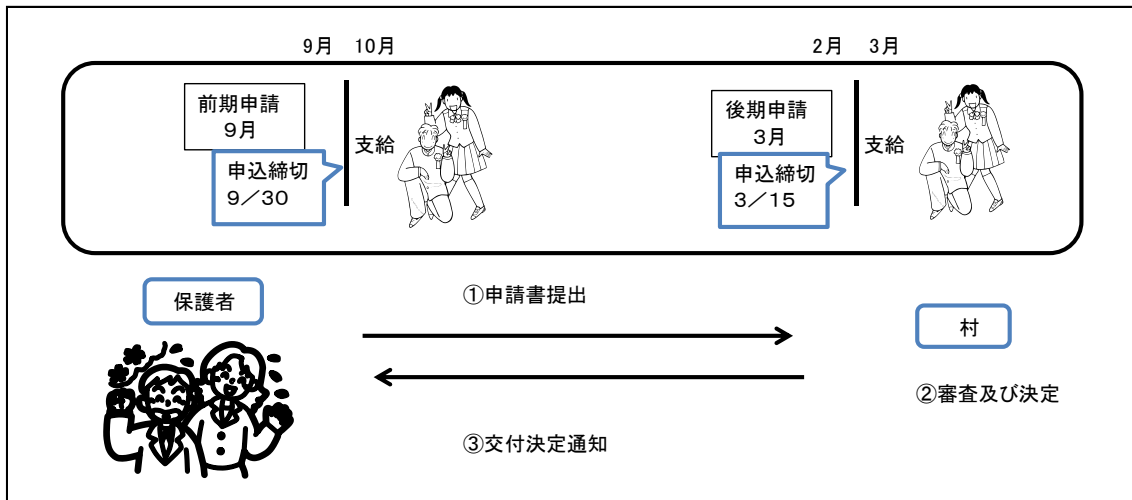 9月 10月
2月 3月
前期申請
9月
申込締切
9／30
支給
後期申請
3月
申込締切
3／15
支給
保護者
①申請書提出
村
②審査及び決定
③交付決定通知